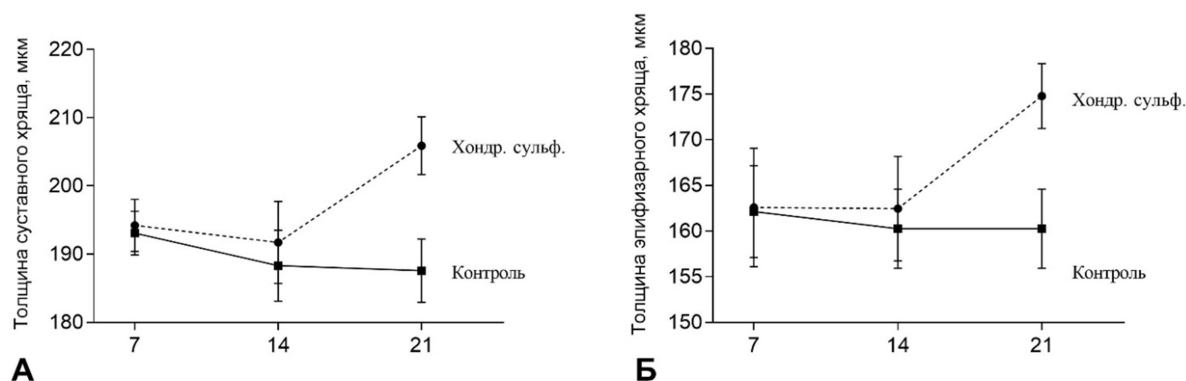 Толщина суставного хряща, мкм
220
210
200
190
180
7 14 21
Хондр. сульф.
Контроль
А
Толщина эпифизарного хряща, мкм
180
175
170
165
160
155
150
7 14 21
Хондр. сульф.
Контроль
Б